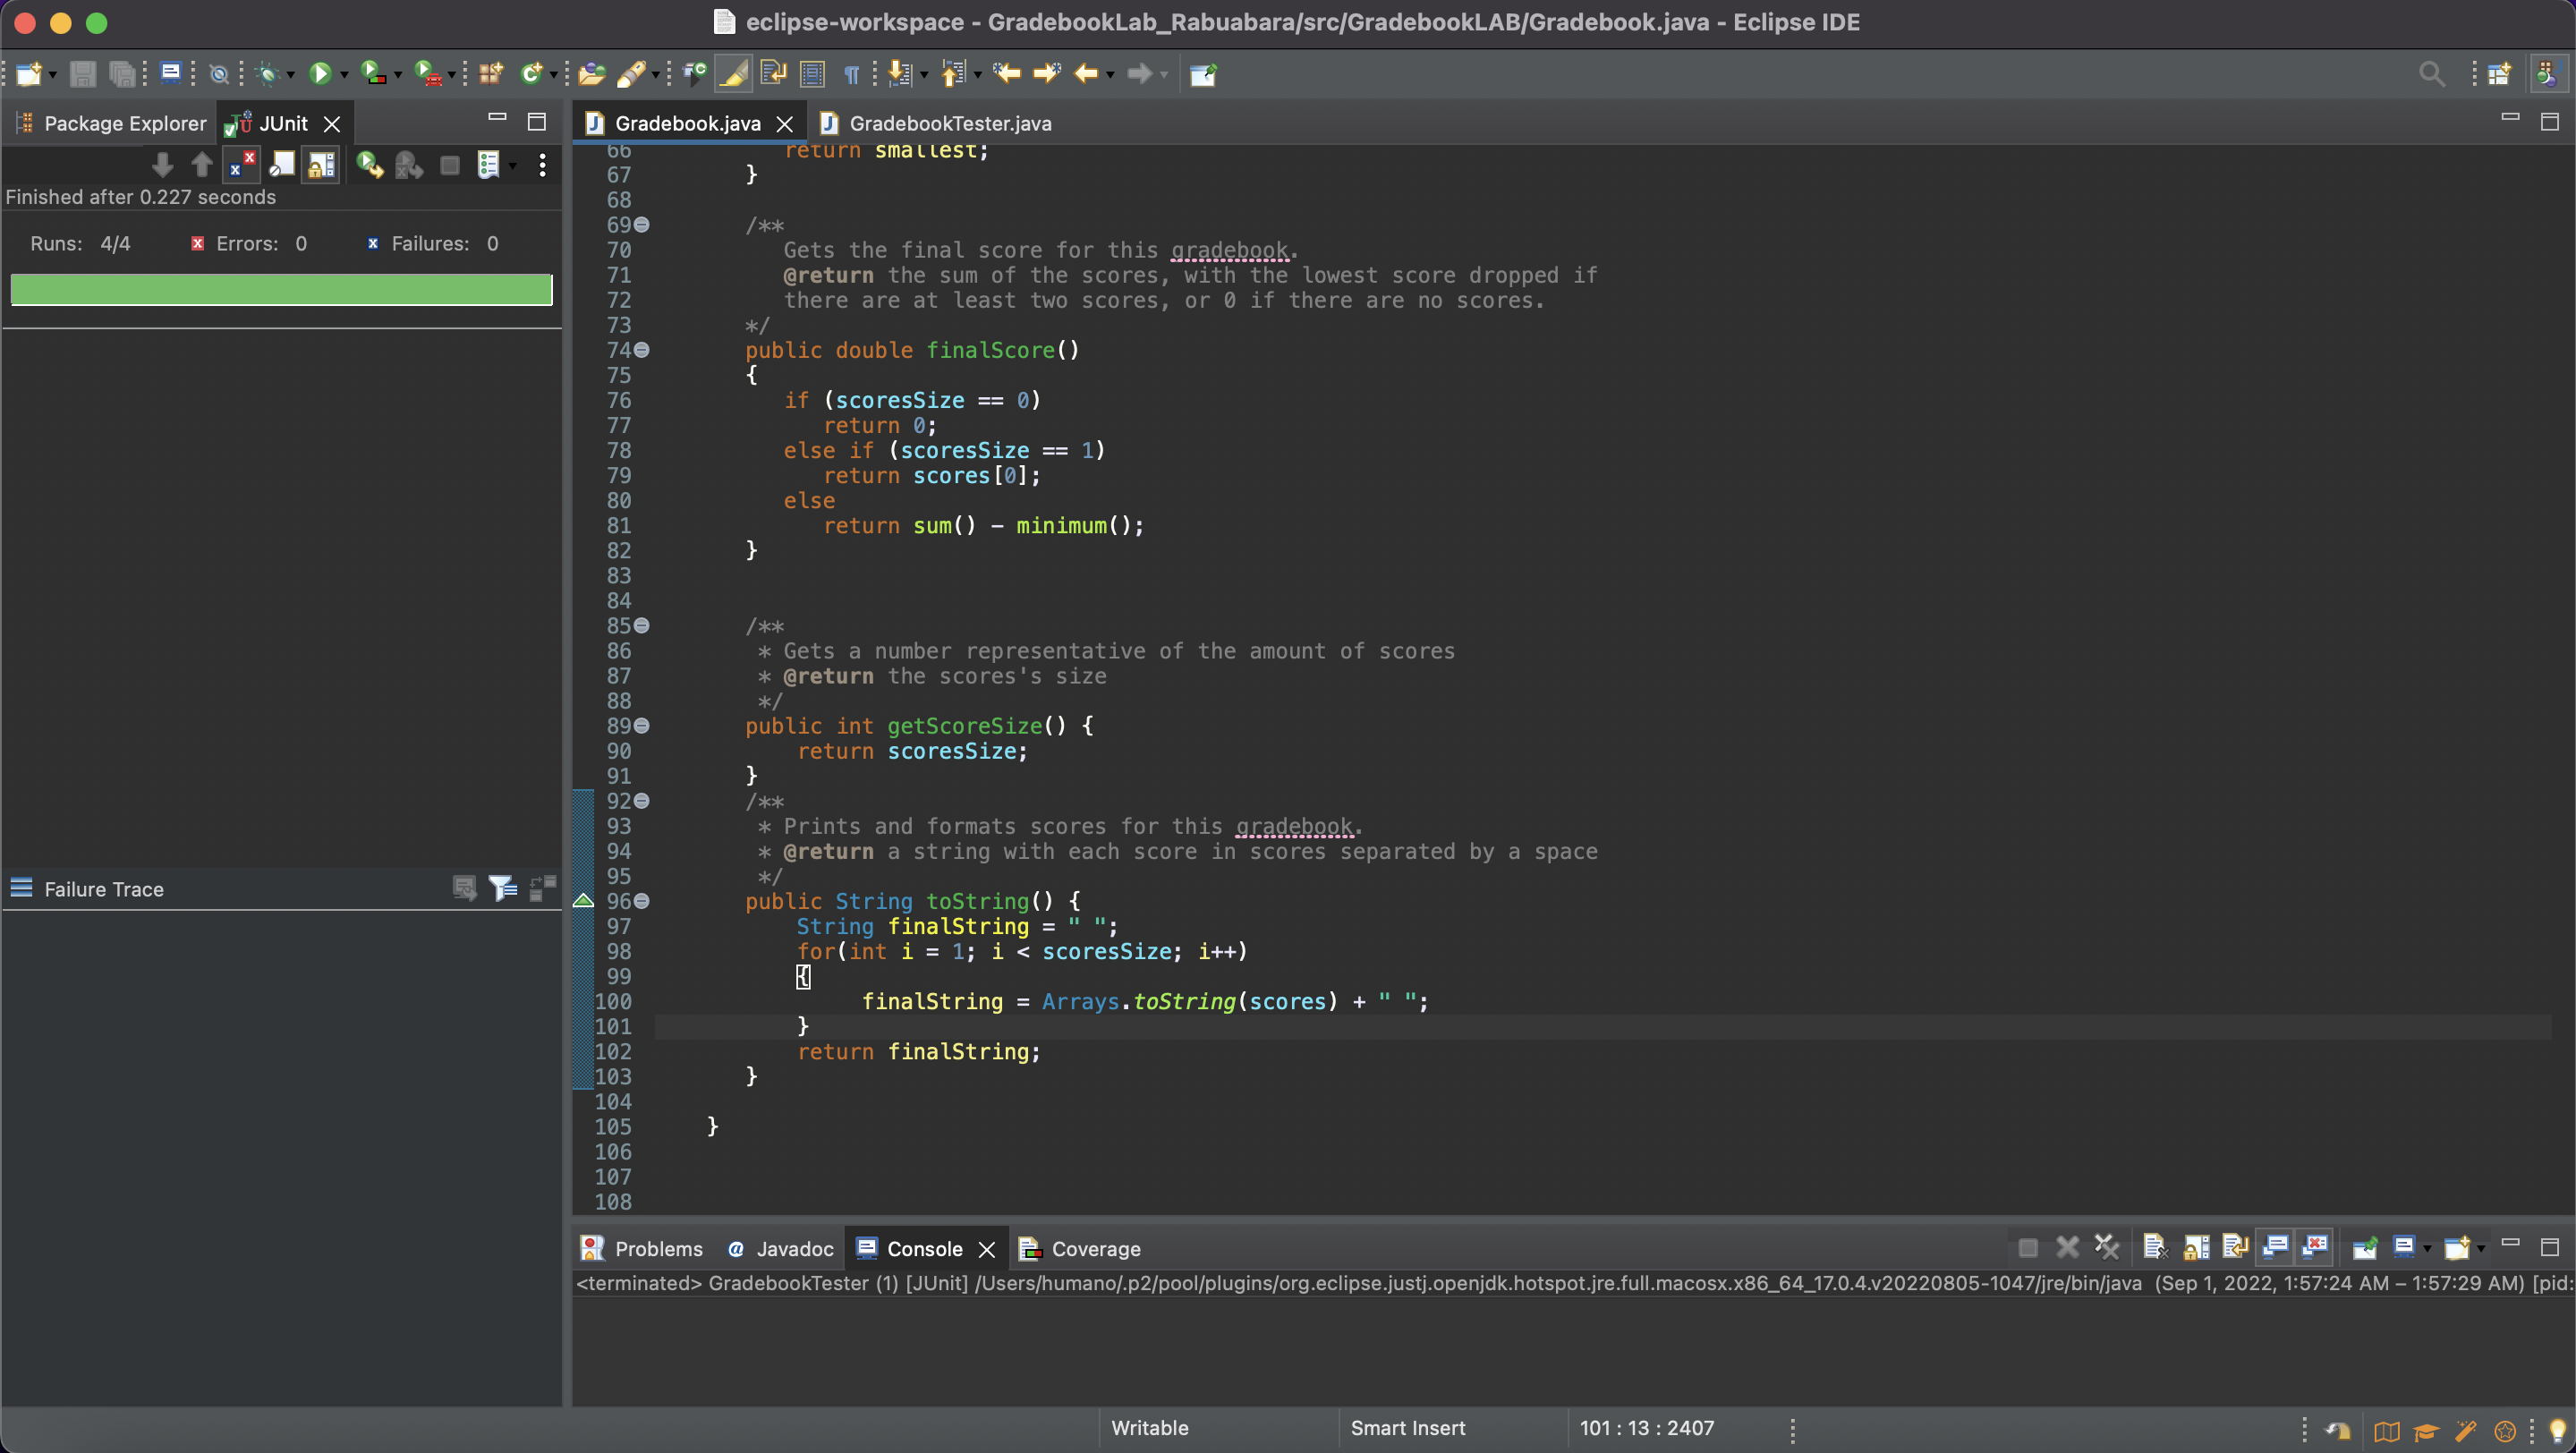 eclipse-workspace - GradebookLab_Rabuabara/src/GradebookLAB/Gradebook.java - Eclipse IDE
Package Explorer
JUnit
Finished after 0.227 seconds
Runs: 4/4
Errors: 0
Failures: 0
Failure Trace
Gradebook.java
GradebookTester.java
66 return smallest;
67 }
68
69 /**
70 Gets the final score for this gradebook.
71 @return the sum of the scores, with the lowest score dropped if
72 there are at least two scores, or 0 if there are no scores.
73 */
74 public double finalScore()
75 {
76 if (scoresSize == 0)
77 return 0;
78 else if (scoresSize == 1)
79 return scores[0];
80 else
81 return sum() - minimum();
82 }
83
84
85 /**
86 * Gets a number representative of the amount of scores
87 * @return the scores's size
88 */
89 public int getScoreSize() {
90 return scoresSize;
91 }
92 /**
93 * Prints and formats scores for this gradebook.
94 * @return a string with each score in scores separated by a space
95 */
96 public String toString() {
97 String finalString = " ";
98 for(int i = 1; i < scoresSize; i++)
99 {
100 finalString = Arrays.toString(scores) + " ";
101 }
102 return finalString;
103 }
104
105 }
106
107
108
Problems
@ Javadoc
Console
Coverage
<terminated> GradebookTester (1) [JUnit] /Users/humano/.p2/pool/plugins/org.eclipse.justj.openjdk.hotspot.jre.full.macosx.x86_64_17.0.4.v20220805-1047/jre/bin/java (Sep 1, 2022, 1:57:24 AM – 1:57:29 AM) [pid:
Writable
Smart Insert
101 : 13 : 2407